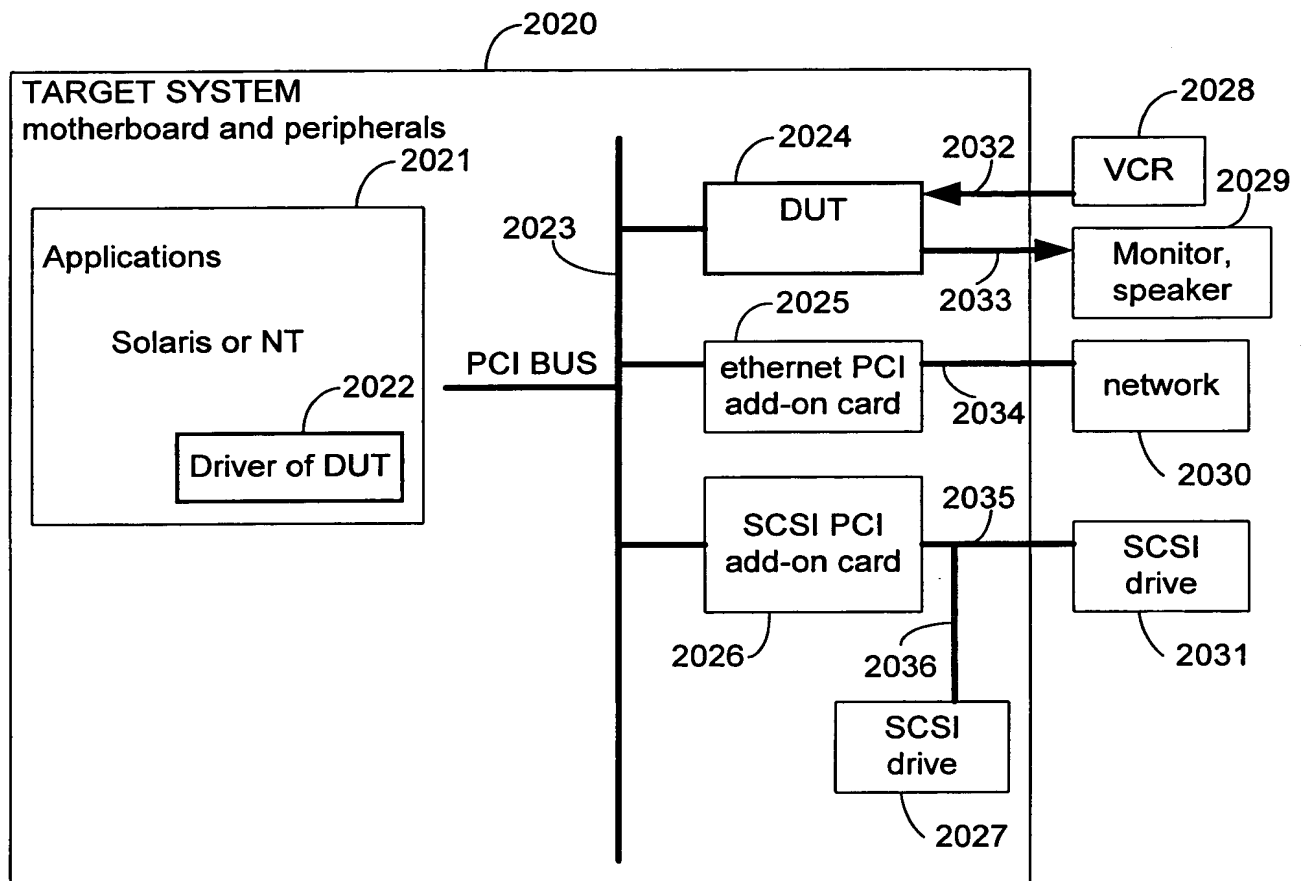 2020
TARGET SYSTEM
motherboard and peripherals
2021
Applications
Solaris or NT
2022
Driver of DUT
PCI BUS
2023
2024
DUT
2032
2028
VCR
2029
Monitor,
speaker
2033
2025
ethernet PCI
add-on card
2034
network
2030
SCSI PCI
add-on card
2035
2026
2036
SCSI
drive
2031
SCSI
drive
2027